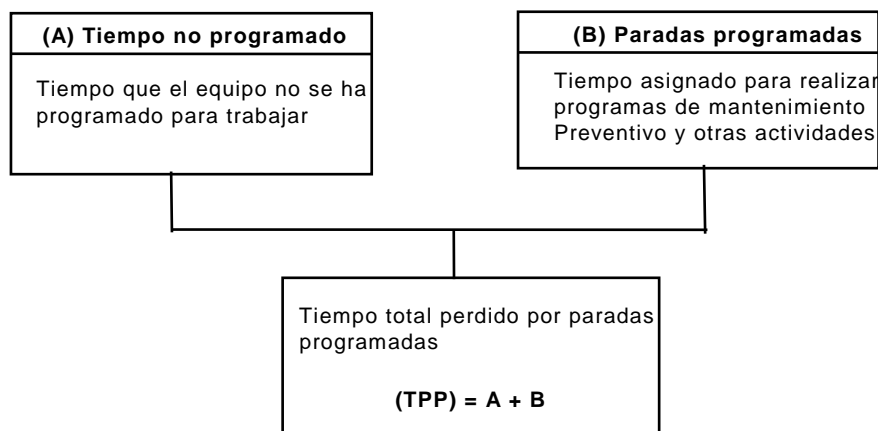 (A) Tiempo no programado
Tiempo que el equipo no se ha
programado para trabajar
(B) Paradas programadas
Tiempo asignado para realizar
programas de mantenimiento
Preventivo y otras actividades
Tiempo total perdido por paradas
programadas
(TPP) = A + B